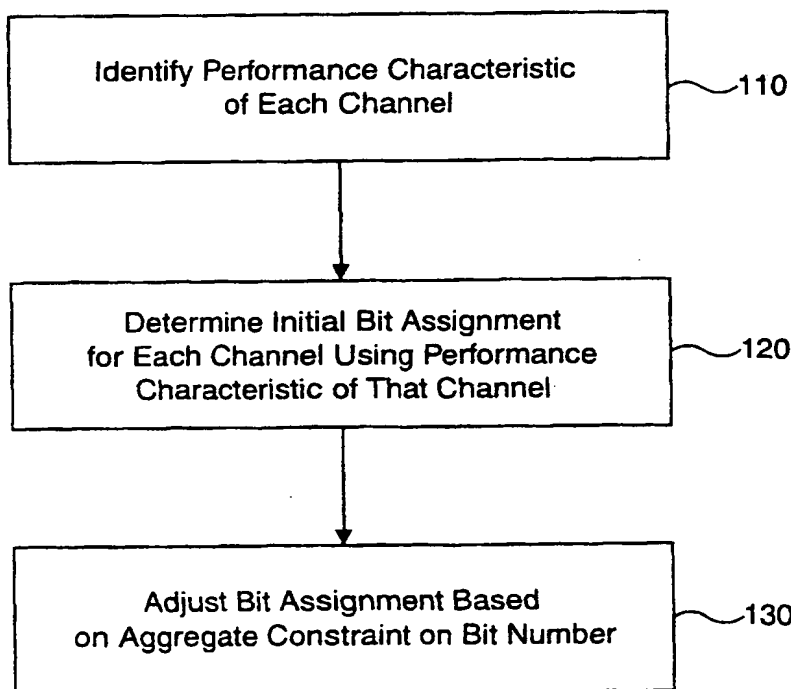 Identify Performance Characteristic
of Each Channel
110
Determine Initial Bit Assignment
for Each Channel Using Performance
Characteristic of That Channel
120
Adjust Bit Assignment Based
on Aggregate Constraint on Bit Number
130